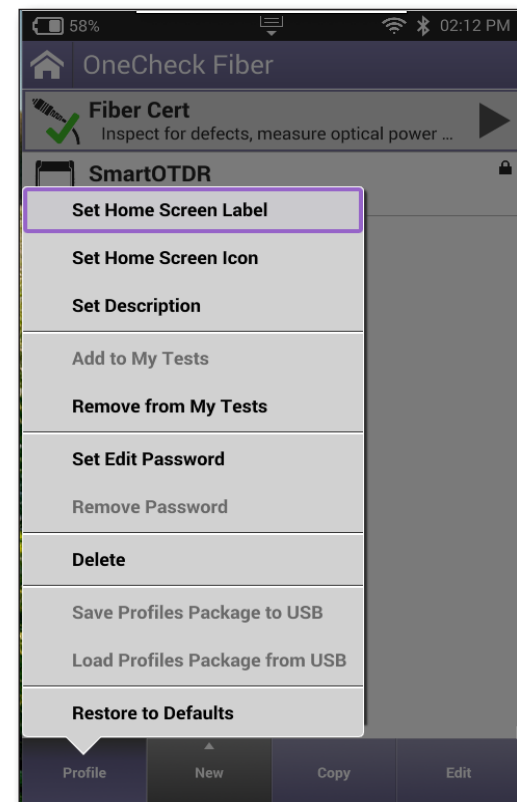 58%
02:12 PM
OneCheck Fiber
Fiber Cert
Inspect for defects, measure optical power ...
SmartOTDR
Set Home Screen Label
Set Home Screen Icon
Set Description
Add to My Tests
Remove from My Tests
Set Edit Password
Remove Password
Delete
Save Profiles Package to USB
Load Profiles Package from USB
Restore to Defaults
Profile
New
Copy
Edit